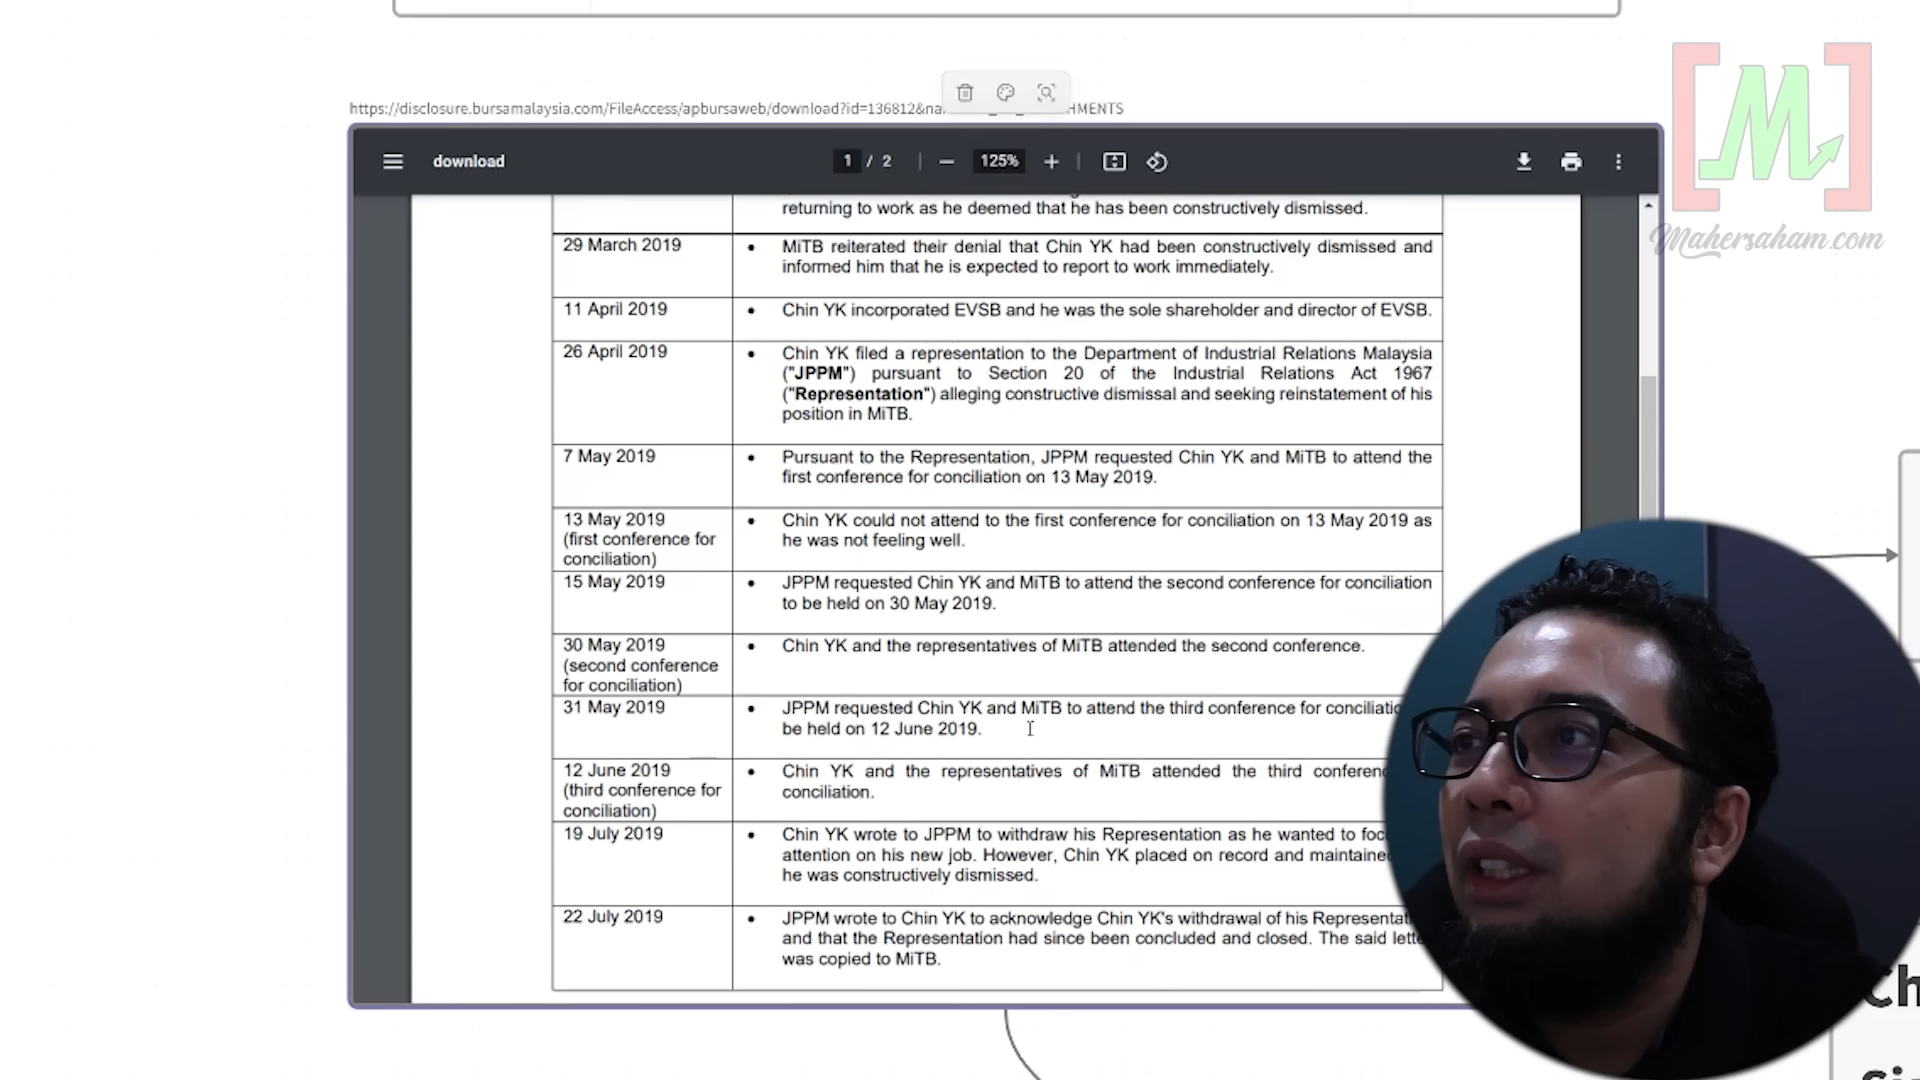 https://disclosure.bursamalaysia.com/FileAccess/apbursaweb/download?id=136812&na
HMENTS
download
1 / 2
125%
returning to work as he deemed that he has been constructively dismissed.
29 March 2019
• MiTB reiterated their denial that Chin YK had been constructively dismissed and
informed him that he is expected to report to work immediately.
11 April 2019
• Chin YK incorporated EVSB and he was the sole shareholder and director of EVSB.
26 April 2019
• Chin YK filed a representation to the Department of Industrial Relations Malaysia
("JPPM") pursuant to Section 20 of the Industrial Relations Act 1967
("Representation") alleging constructive dismissal and seeking reinstatement of his
position in MiTB.
7 May 2019
• Pursuant to the Representation, JPPM requested Chin YK and MiTB to attend the
first conference for conciliation on 13 May 2019.
13 May 2019
(first conference for
conciliation)
• Chin YK could not attend to the first conference for conciliation on 13 May 2019 as
he was not feeling well.
15 May 2019
• JPPM requested Chin YK and MiTB to attend the second conference for conciliation
to be held on 30 May 2019.
30 May 2019
(second conference
for conciliation)
• Chin YK and the representatives of MiTB attended the second conference.
31 May 2019
• JPPM requested Chin YK and MiTB to attend the third conference for conciliatio
be held on 12 June 2019.
12 June 2019
(third conference for
conciliation)
• Chin YK and the representatives of MiTB attended the third conferenc
conciliation.
19 July 2019
• Chin YK wrote to JPPM to withdraw his Representation as he wanted to foc
attention on his new job. However, Chin YK placed on record and maintaine
he was constructively dismissed.
22 July 2019
• JPPM wrote to Chin YK to acknowledge Chin YK's withdrawal of his Representat
and that the Representation had since been concluded and closed. The said lette
was copied to MiTB.
[M]
Mahersaham.com
Ch